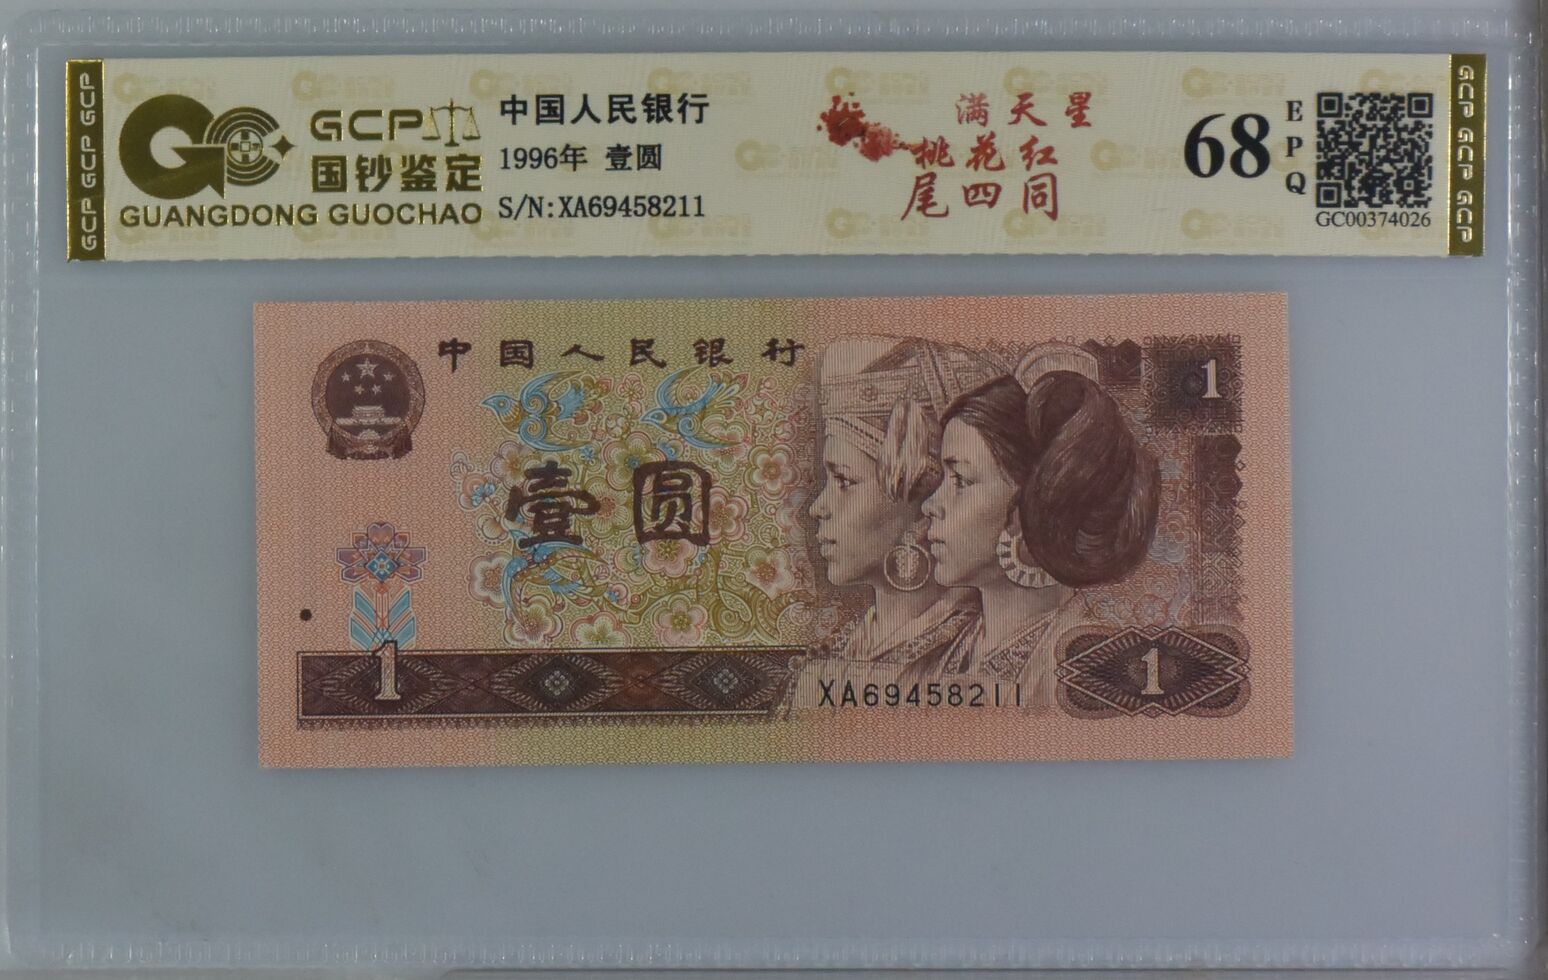 GCP GCP GCP
GCP
国钞鉴定
GUANGDONG GUOCHAO
中国人民银行
1996年 壹圆
S/N:XA69458211
满天星
桃花红
尾四同
68
EPQ
GC00374026
GCP GCP GCP
中国人民银行
1
壹圆
1
XA69458211
1